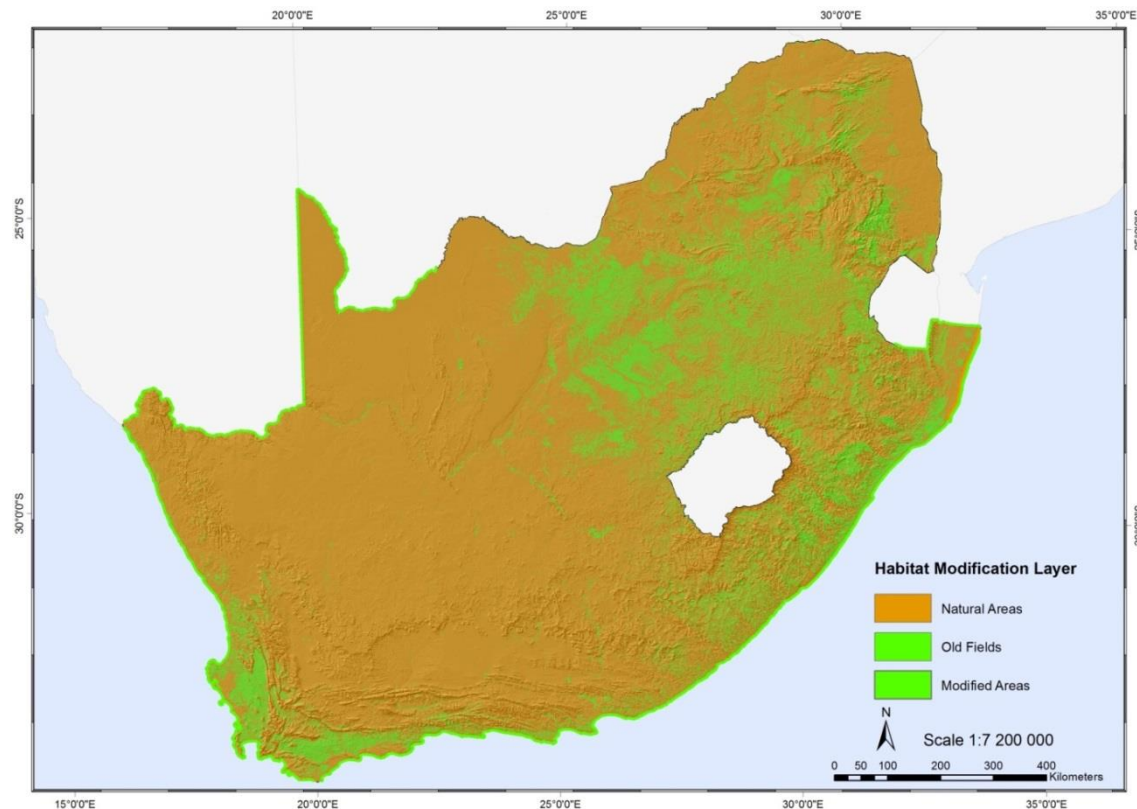 20°0'0"E 25°0'0"E 30°0'0"E 35°0'0"E
25°0'0"S
30°0'0"S
Habitat Modification Layer
Natural Areas
Old Fields
Modified Areas
N
Scale 1:7 200 000
0 50 100 200 300 400
Kilometers
15°0'0"E 20°0'0"E 25°0'0"E 30°0'0"E 35°0'0"E